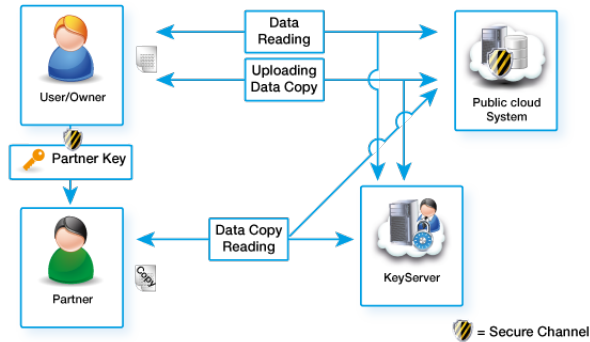 Data
Reading
Uploading
Data Copy
User/Owner
Public cloud
System
Partner Key
Data Copy
Reading
Copy
Partner
KeyServer
= Secure Channel